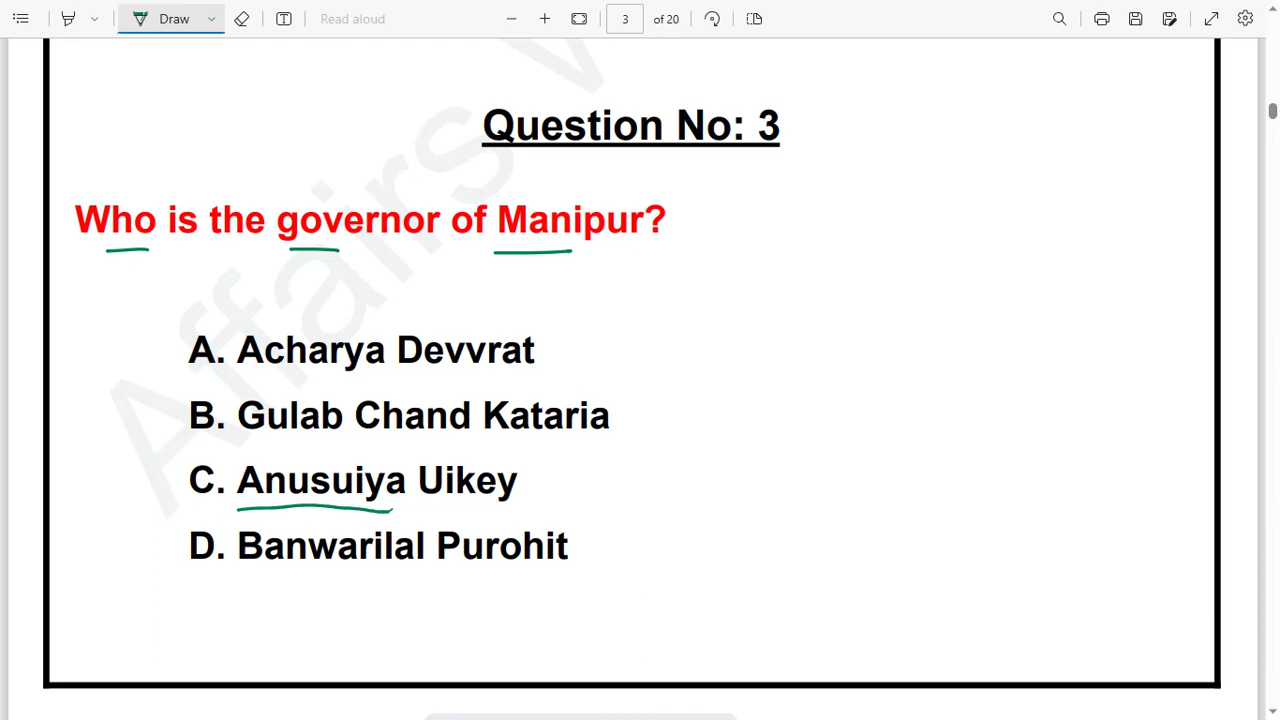 Draw
Read aloud
3
of 20
Affairs
Question No: 3
Who is the governor of Manipur?
A. Acharya Devvrat
B. Gulab Chand Kataria
C. Anusuiya Uikey
D. Banwarilal Purohit